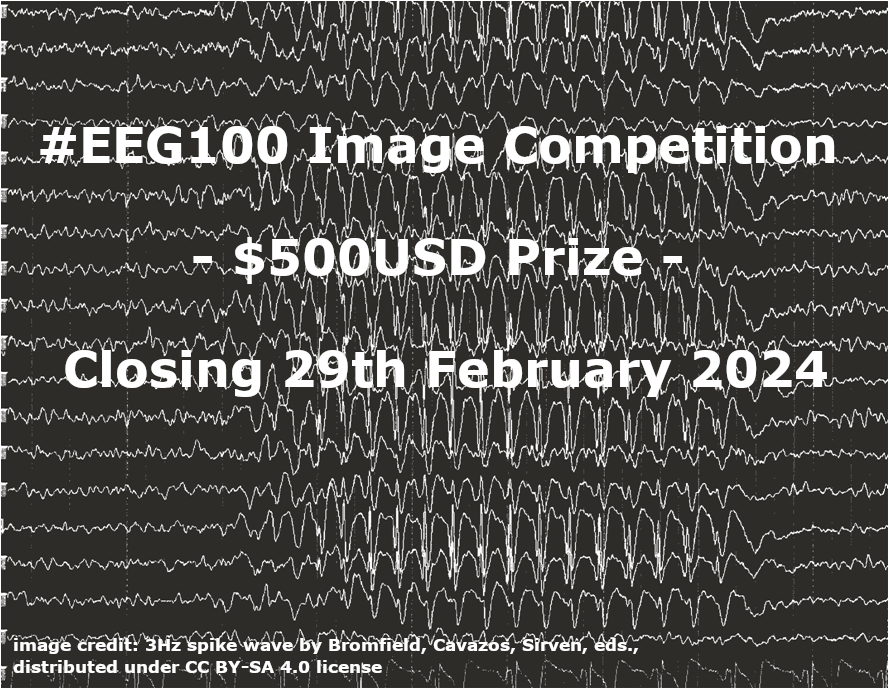 #EEG100 Image Competition
- $500USD Prize -
Closing 29th February 2024
image credit: 3Hz spike wave by Bromfield, Cavazos, Sirven, eds.,
distributed under CC BY-SA 4.0 license